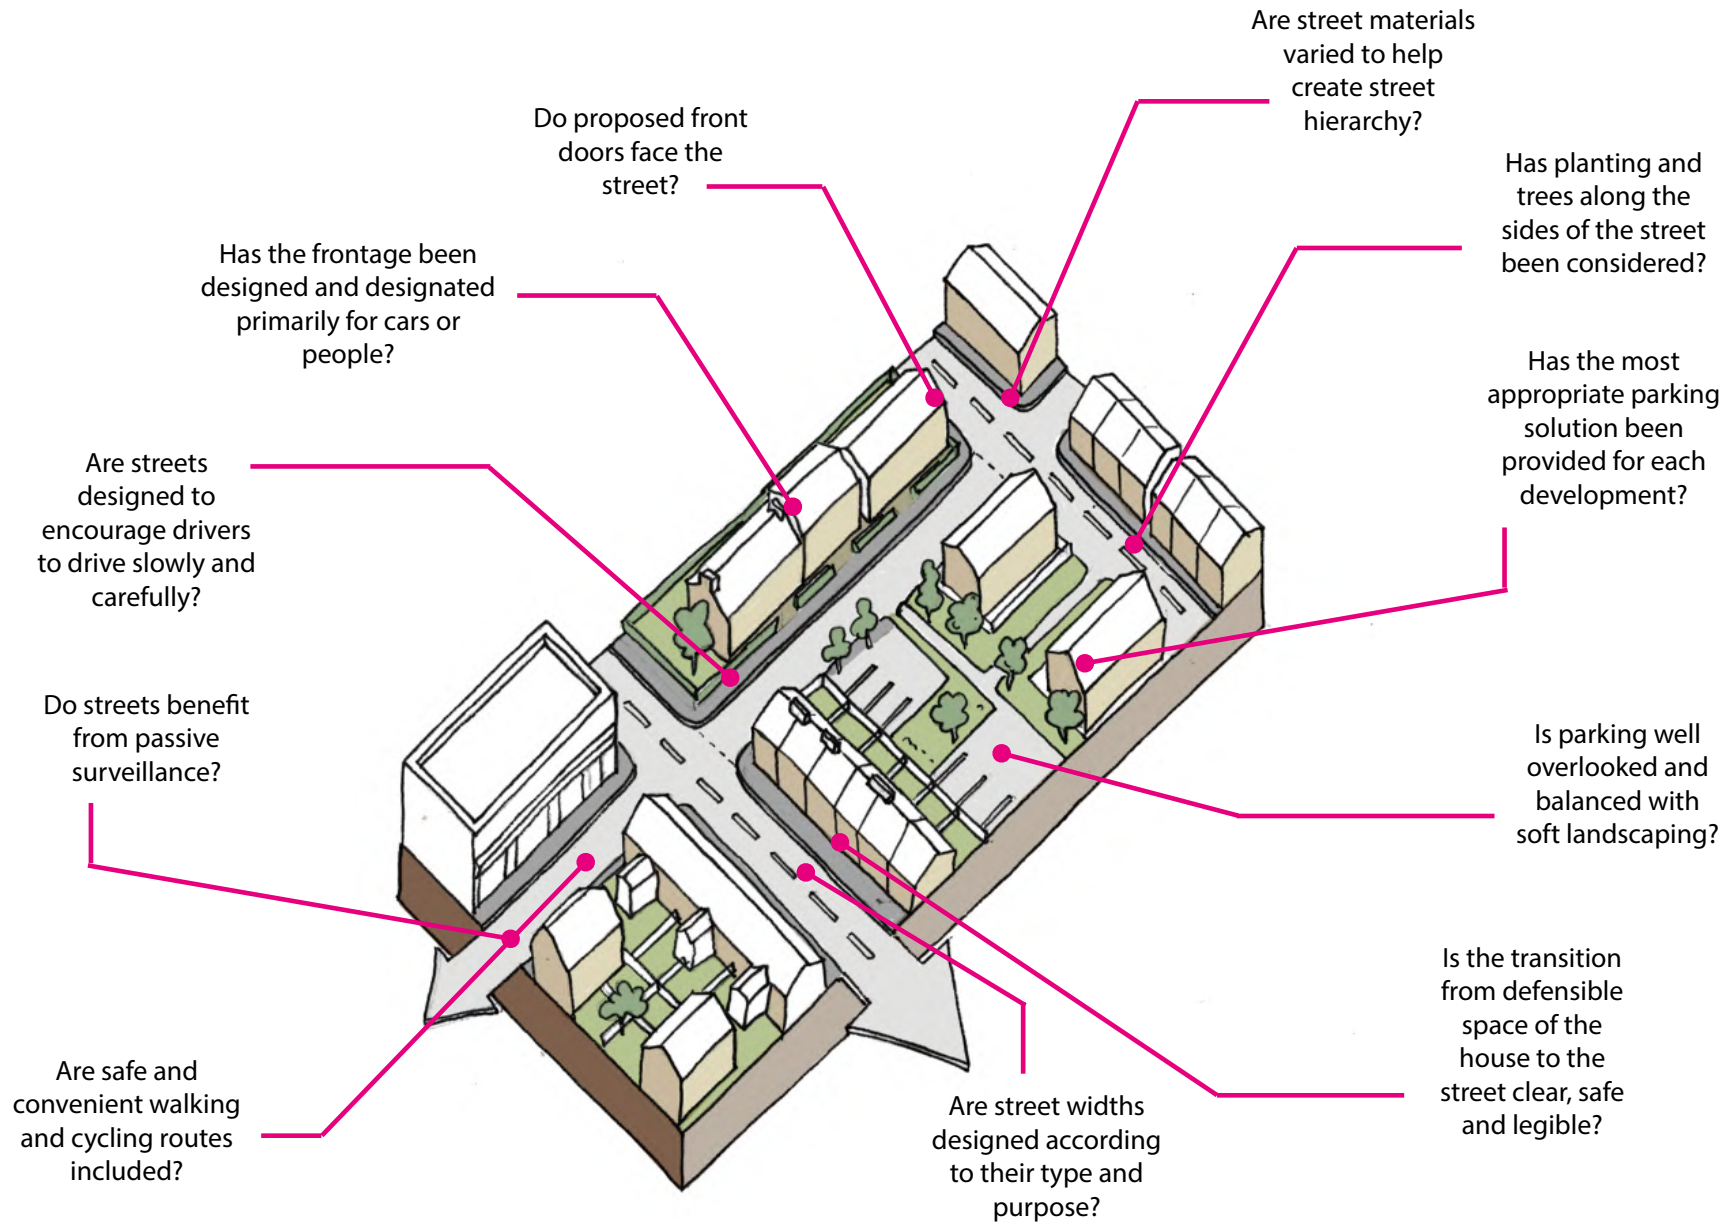 Are street materials
varied to help
create street
hierarchy?
Do proposed front
doors face the
street?
Has planting and
trees along the
sides of the street
been considered?
Has the frontage been
designed and designated
primarily for cars or
people?
Has the most
appropriate parking
solution been
provided for each
development?
Are streets
designed to
encourage drivers
to drive slowly and
carefully?
Do streets benefit
from passive
surveillance?
Is parking well
overlooked and
balanced with
soft landscaping?
Is the transition
from defensible
space of the
house to the
street clear, safe
and legible?
Are safe and
convenient walking
and cycling routes
included?
Are street widths
designed according
to their type and
purpose?